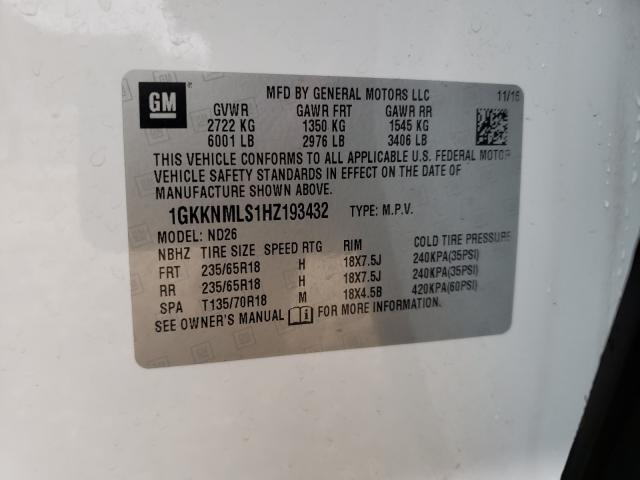 GM
MFD BY GENERAL MOTORS LLC 11/16
GVWR GAWR FRT GAWR RR
2722 KG 1350 KG 1545 KG
6001 LB 2976 LB 3406 LB
THIS VEHICLE CONFORMS TO ALL APPLICABLE U.S. FEDERAL MOTOR
VEHICLE SAFETY STANDARDS IN EFFECT ON THE DATE OF
MANUFACTURE SHOWN ABOVE.
1GKKNMLS1HZ193432 TYPE: M.P.V.
MODEL: ND26
NBHZ TIRE SIZE SPEED RTG RIM COLD TIRE PRESSURE
FRT 235/65R18 H 18X7.5J 240KPA(35PSI)
RR 235/65R18 H 18X7.5J 240KPA(35PSI)
SPA T135/70R18 M 18X4.5B 420KPA(60PSI)
SEE OWNER'S MANUAL FOR MORE INFORMATION.